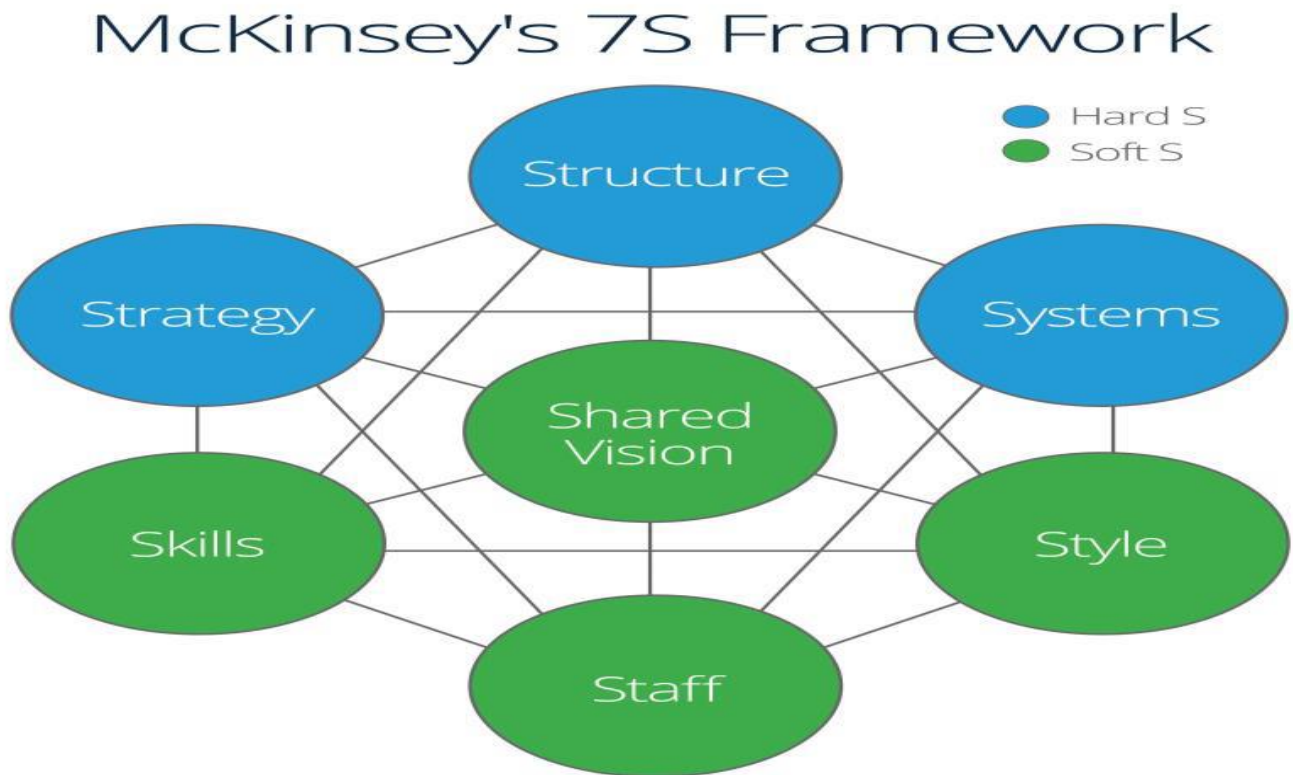 McKinsey's 7S Framework
Hard S
Soft S
Structure
Strategy
Systems
Shared
Vision
Skills
Style
Staff